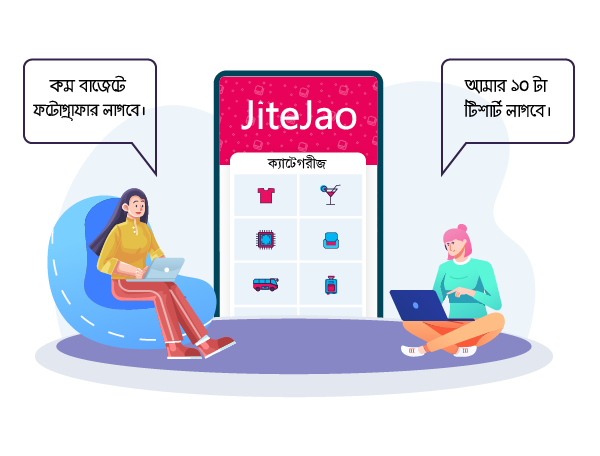 কম বাজেটে
ফটোগ্রাফার লাগবে।
আমার ১০ টা
টিশার্ট লাগবে।
JiteJao
ক্যাটেগরীজ